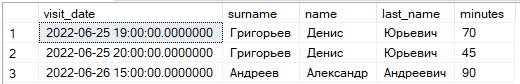 visit_date surname name last_name minutes
1 2022-06-25 19:00:00.0000000 Григорьев Денис Юрьевич 70
2 2022-06-25 20:00:00.0000000 Григорьев Денис Юрьевич 45
3 2022-06-26 15:00:00.0000000 Андреев Александр Андреевич 90